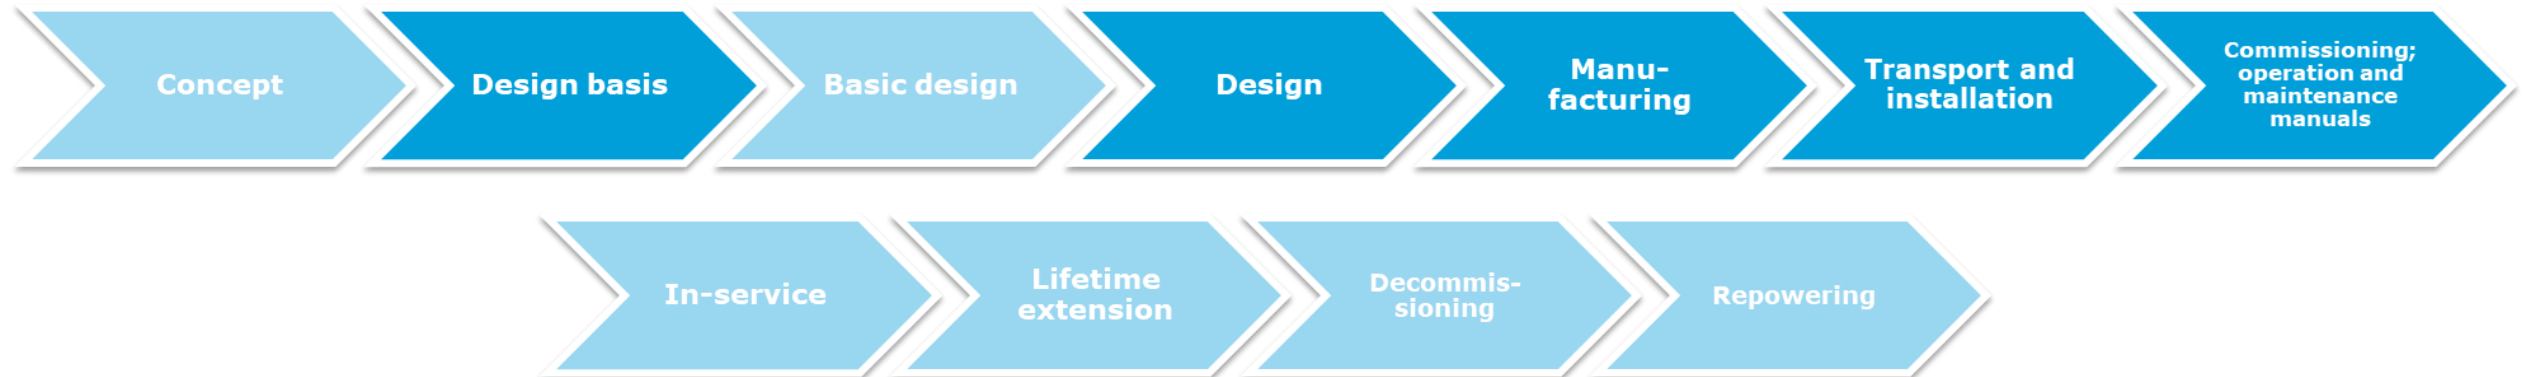 Concept
Design basis
Basic design
Design
Manu-
facturing
Transport and
installation
Commissioning;
operation and
maintenance
manuals
In-service
Lifetime
extension
Decommis-
sioning
Repowering